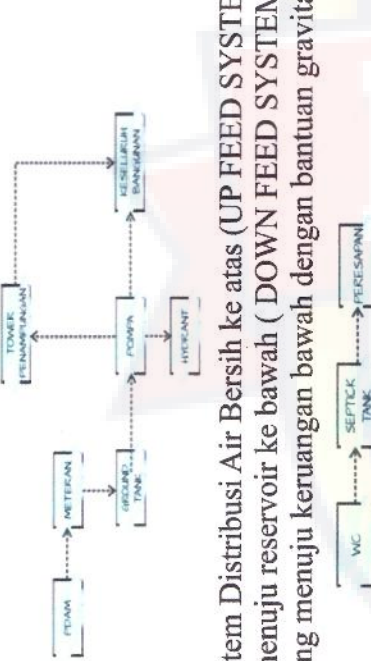 TOWER
PENAMPUNGAN
PDAM
METERAN
GROUND
TANK
POMPA
KESELURUH
BANGUNAN
HYDRANT
tem Distribusi Air Bersih ke atas (UP FEED SYSTE
enuju reservoir ke bawah ( DOWN FEED SYSTEM
ng menuju keruangan bawah dengan bantuan gravita
WC
SEPTICK
TANK
PERESAPAN